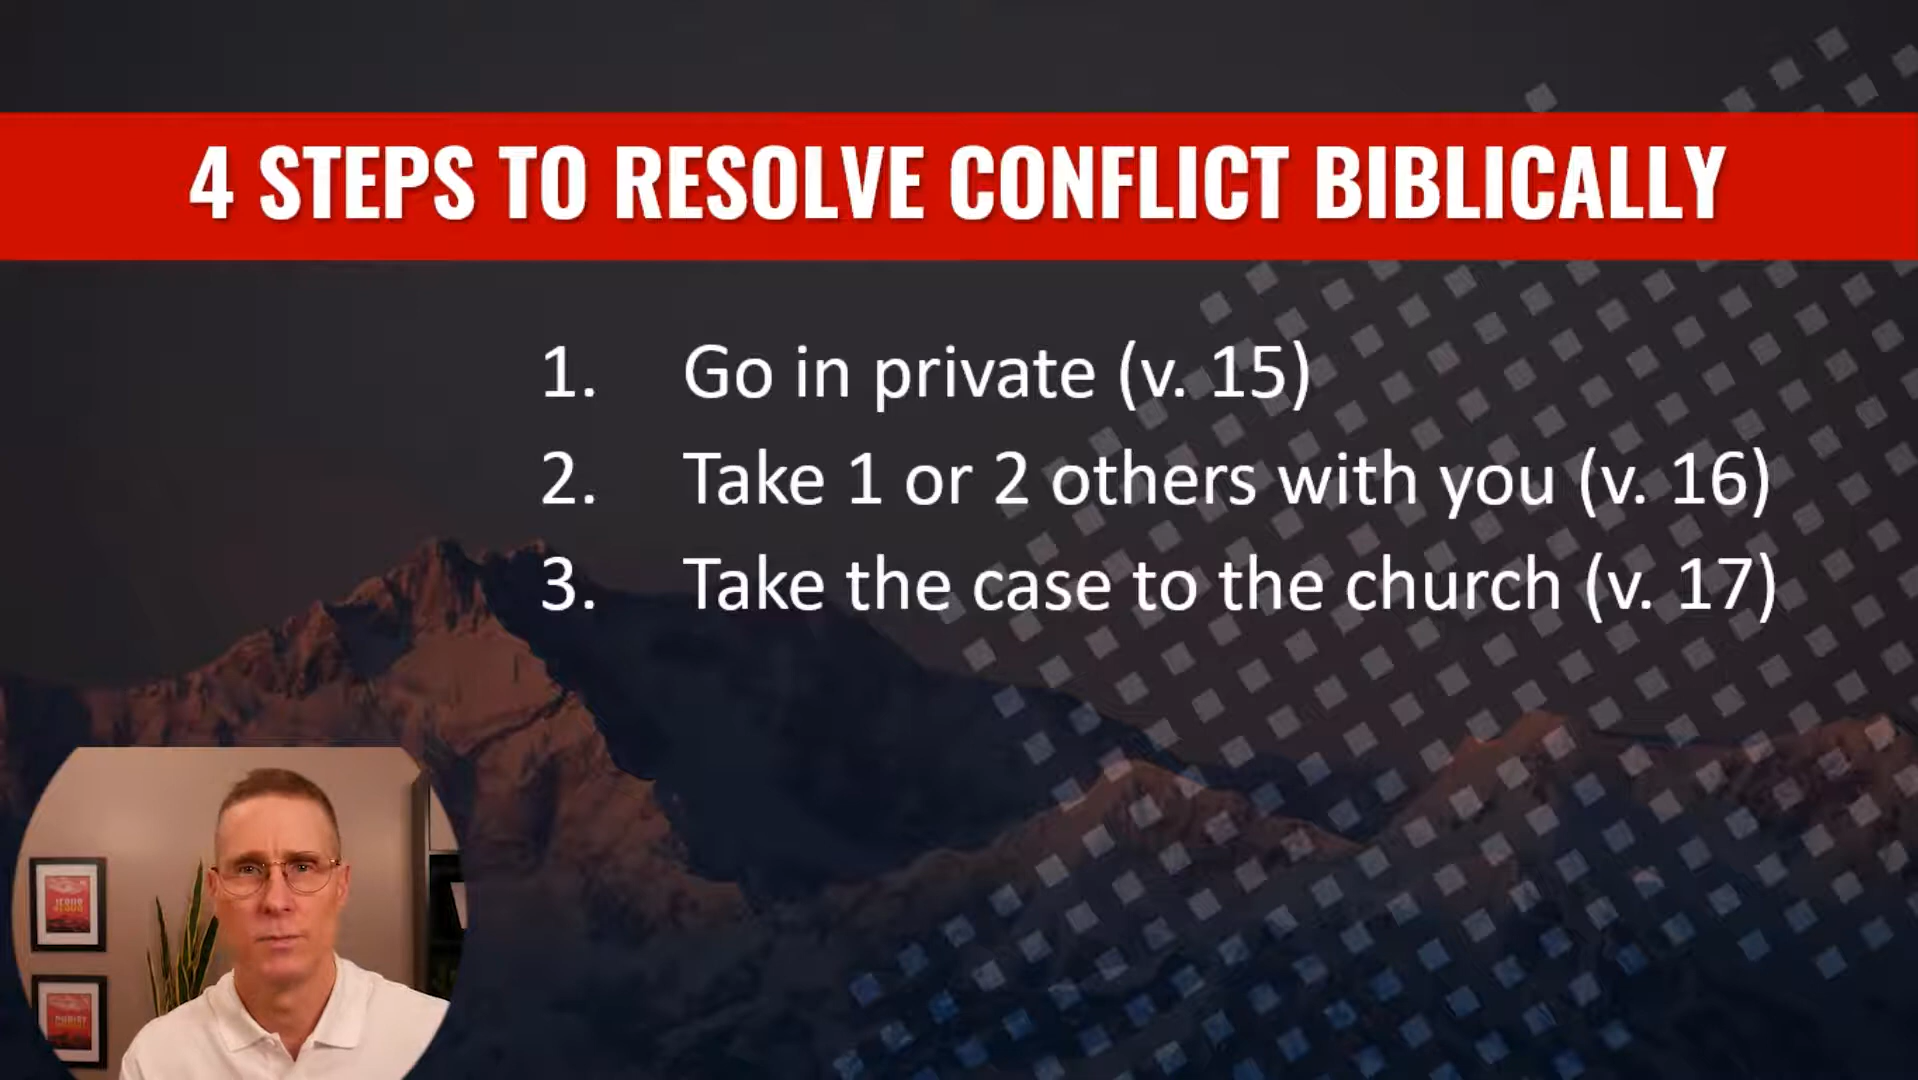 4 STEPS TO RESOLVE CONFLICT BIBLICALLY
1. Go in private (v. 15)
2. Take 1 or 2 others with you (v. 16)
3. Take the case to the church (v. 17)